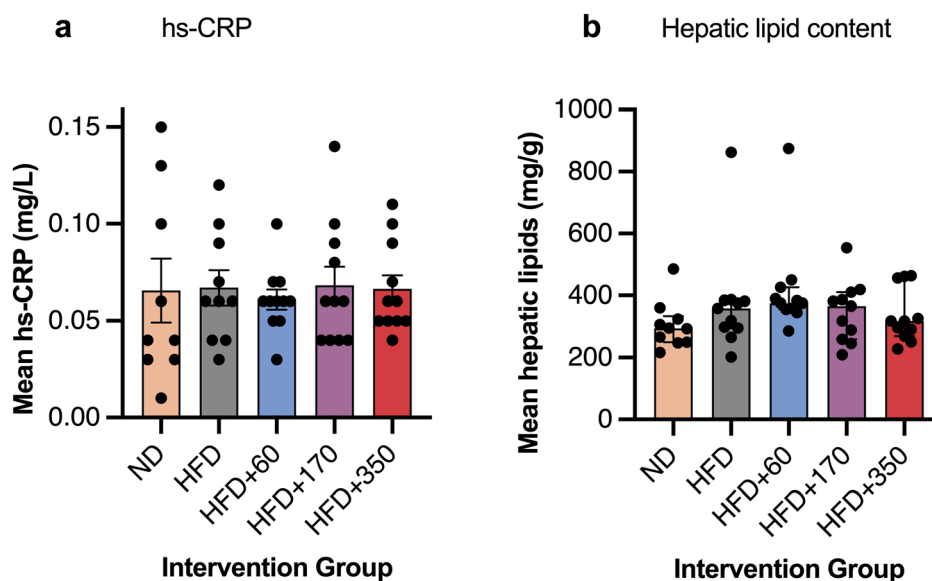 a hs-CRP
Mean hs-CRP (mg/L)
0.15
0.10
0.05
0.00
ND
HFD
HFD+60
HFD+170
HFD+350
Intervention Group
b Hepatic lipid content
Mean hepatic lipids (mg/g)
1000
800
600
400
200
0
ND
HFD
HFD+60
HFD+170
HFD+350
Intervention Group